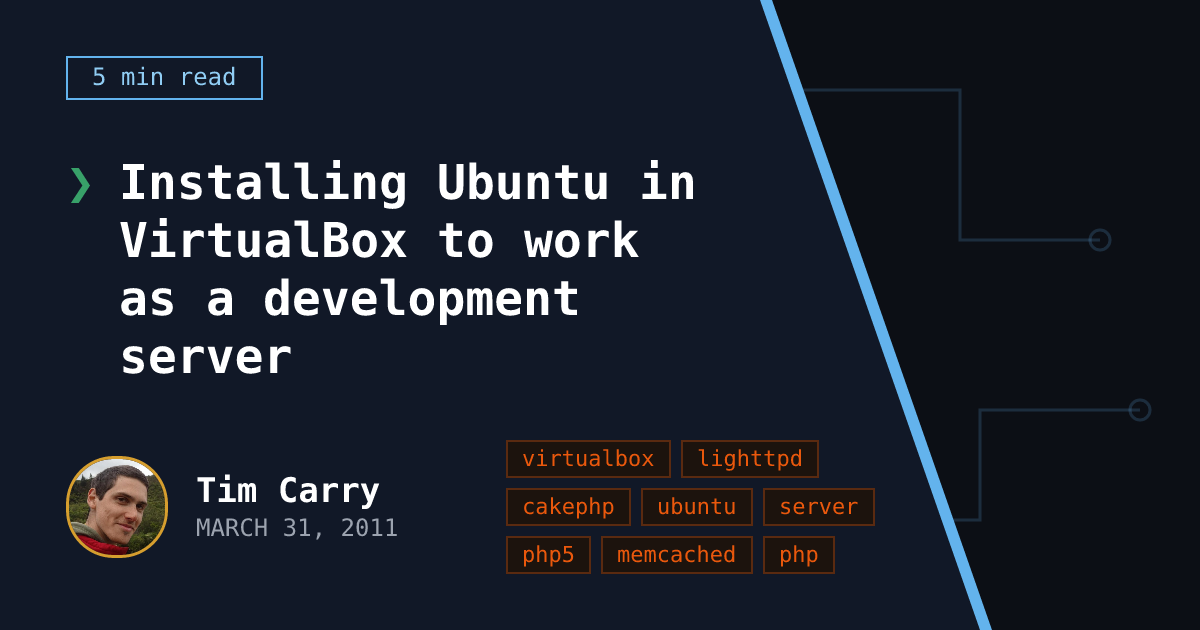 5 min read
❯ Installing Ubuntu in
VirtualBox to work
as a development
server
Tim Carry
MARCH 31, 2011
virtualbox lighttpd
cakephp ubuntu server
php5 memcached php